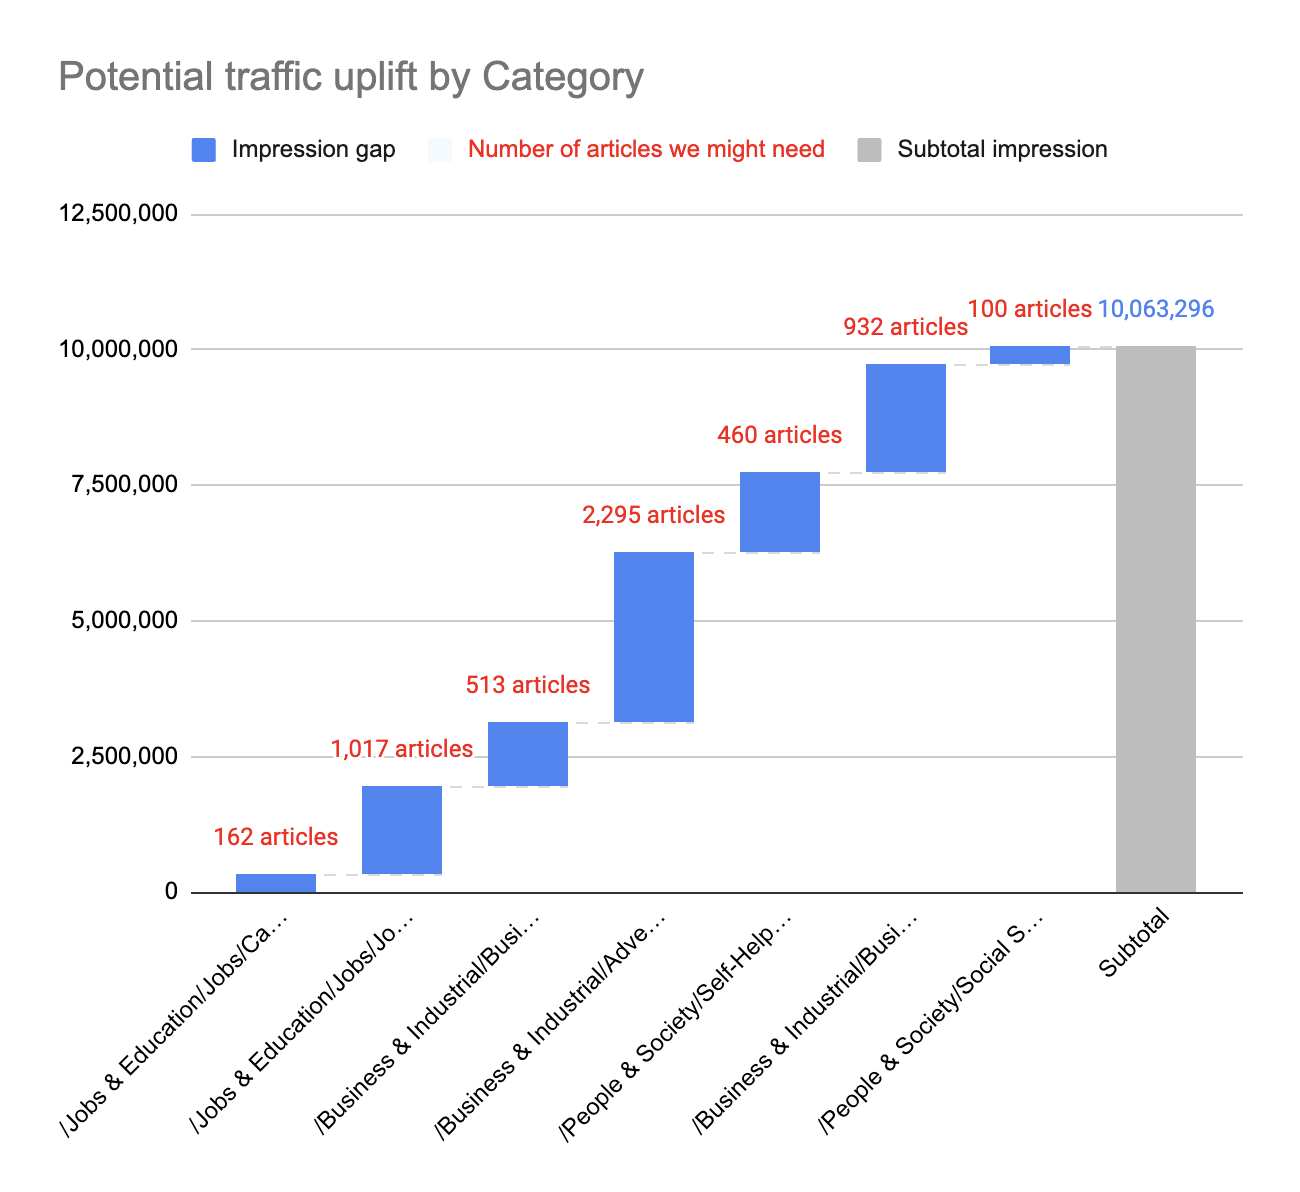 Potential traffic uplift by Category
Impression gap
Number of articles we might need
Subtotal impression
12,500,000
10,000,000
7,500,000
5,000,000
2,500,000
0
162 articles
1,017 articles
513 articles
2,295 articles
460 articles
932 articles
100 articles
10,063,296
/Jobs & Education/Jobs/Ca…
/Jobs & Education/Jobs/Jo…
/Business & Industrial/Busi…
/Business & Industrial/Adve…
/People & Society/Self-Help…
/Business & Industrial/Busi…
/People & Society/Social S…
Subtotal